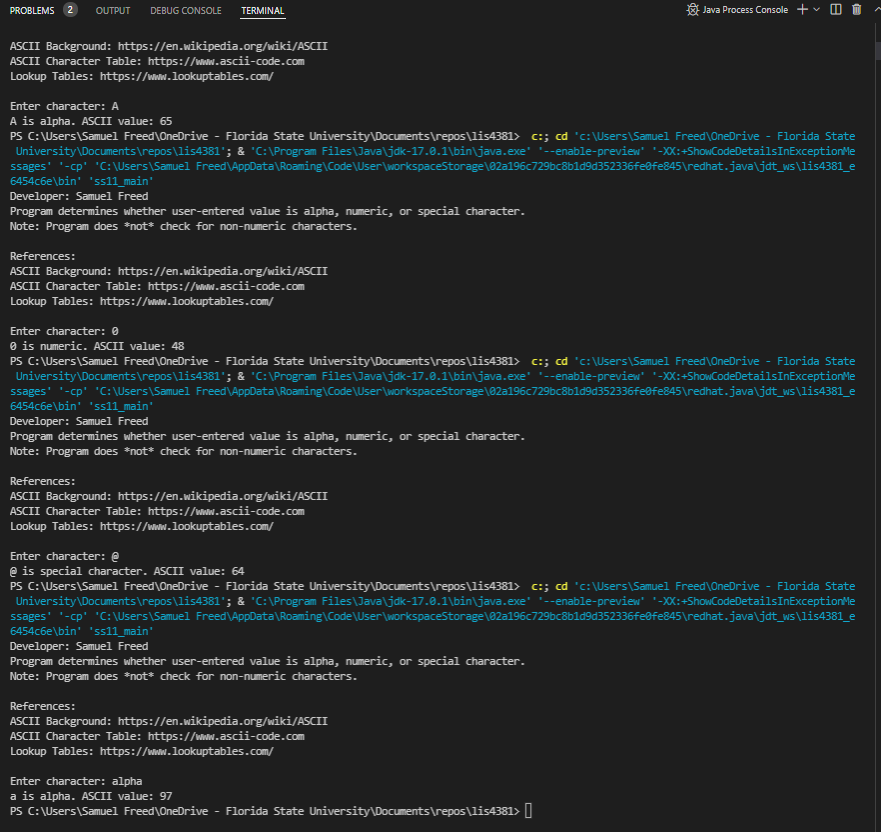 PROBLEMS 2 OUTPUT DEBUG CONSOLE TERMINAL Java Process Console
ASCII Background: https://en.wikipedia.org/wiki/ASCII
ASCII Character Table: https://www.ascii-code.com
Lookup Tables: https://www.lookuptables.com/
Enter character: A
A is alpha. ASCII value: 65
PS C:\Users\Samuel Freed\OneDrive - Florida State University\Documents\repos\lis4381>  c:; cd 'c:\Users\Samuel Freed\OneDrive - Florida State
 University\Documents\repos\lis4381'; & 'C:\Program Files\Java\jdk-17.0.1\bin\java.exe' '--enable-preview' '-XX:+ShowCodeDetailsInExceptionMe
ssages' '-cp' 'C:\Users\Samuel Freed\AppData\Roaming\Code\User\workspaceStorage\02a196c729bc8b1d9d352336fe0fe845\redhat.java\jdt_ws\lis4381_e
6454c6e\bin' 'ss11_main'
Developer: Samuel Freed
Program determines whether user-entered value is alpha, numeric, or special character.
Note: Program does *not* check for non-numeric characters.
References:
ASCII Background: https://en.wikipedia.org/wiki/ASCII
ASCII Character Table: https://www.ascii-code.com
Lookup Tables: https://www.lookuptables.com/
Enter character: 0
0 is numeric. ASCII value: 48
PS C:\Users\Samuel Freed\OneDrive - Florida State University\Documents\repos\lis4381>  c:; cd 'c:\Users\Samuel Freed\OneDrive - Florida State
 University\Documents\repos\lis4381'; & 'C:\Program Files\Java\jdk-17.0.1\bin\java.exe' '--enable-preview' '-XX:+ShowCodeDetailsInExceptionMe
ssages' '-cp' 'C:\Users\Samuel Freed\AppData\Roaming\Code\User\workspaceStorage\02a196c729bc8b1d9d352336fe0fe845\redhat.java\jdt_ws\lis4381_e
6454c6e\bin' 'ss11_main'
Developer: Samuel Freed
Program determines whether user-entered value is alpha, numeric, or special character.
Note: Program does *not* check for non-numeric characters.
References:
ASCII Background: https://en.wikipedia.org/wiki/ASCII
ASCII Character Table: https://www.ascii-code.com
Lookup Tables: https://www.lookuptables.com/
Enter character: @
@ is special character. ASCII value: 64
PS C:\Users\Samuel Freed\OneDrive - Florida State University\Documents\repos\lis4381>  c:; cd 'c:\Users\Samuel Freed\OneDrive - Florida State
 University\Documents\repos\lis4381'; & 'C:\Program Files\Java\jdk-17.0.1\bin\java.exe' '--enable-preview' '-XX:+ShowCodeDetailsInExceptionMe
ssages' '-cp' 'C:\Users\Samuel Freed\AppData\Roaming\Code\User\workspaceStorage\02a196c729bc8b1d9d352336fe0fe845\redhat.java\jdt_ws\lis4381_e
6454c6e\bin' 'ss11_main'
Developer: Samuel Freed
Program determines whether user-entered value is alpha, numeric, or special character.
Note: Program does *not* check for non-numeric characters.
References:
ASCII Background: https://en.wikipedia.org/wiki/ASCII
ASCII Character Table: https://www.ascii-code.com
Lookup Tables: https://www.lookuptables.com/
Enter character: alpha
a is alpha. ASCII value: 97
PS C:\Users\Samuel Freed\OneDrive - Florida State University\Documents\repos\lis4381>